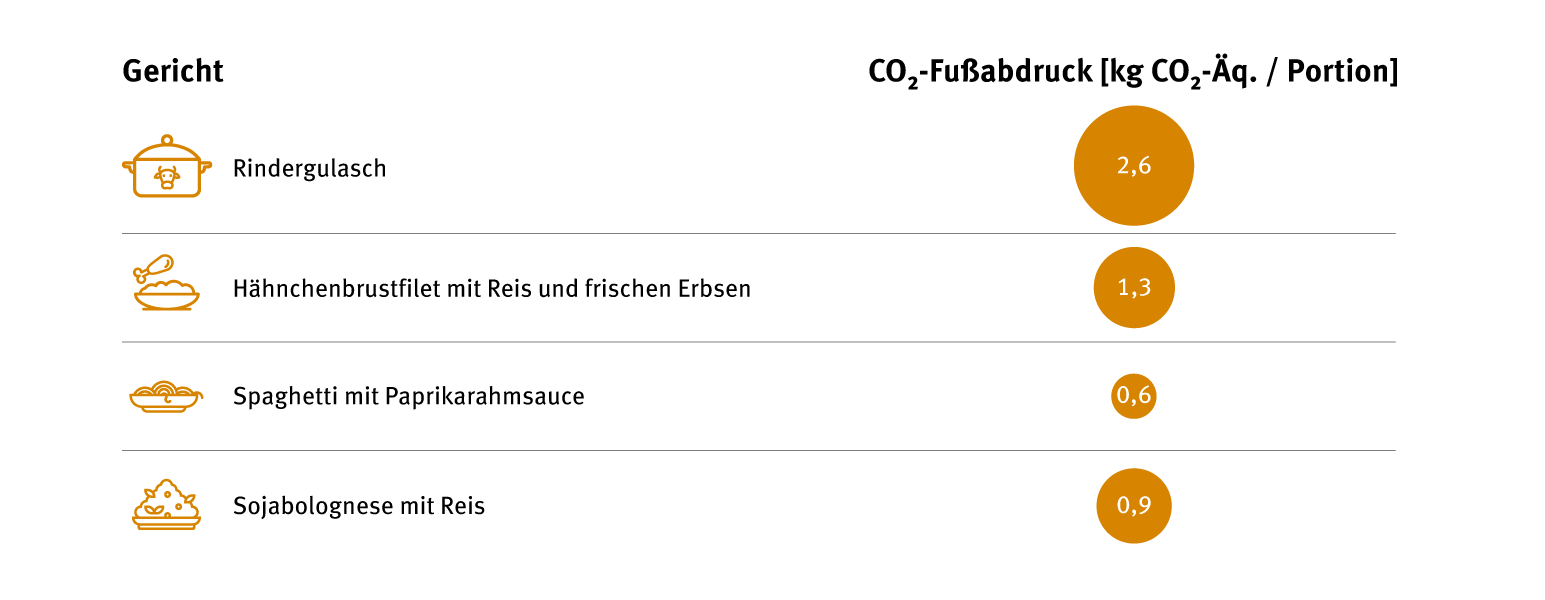 Gericht CO₂-Fußabdruck [kg CO₂-Äq. / Portion]
Rindergulasch 2,6
Hähnchenbrustfilet mit Reis und frischen Erbsen 1,3
Spaghetti mit Paprikarahmsauce 0,6
Sojabolognese mit Reis 0,9